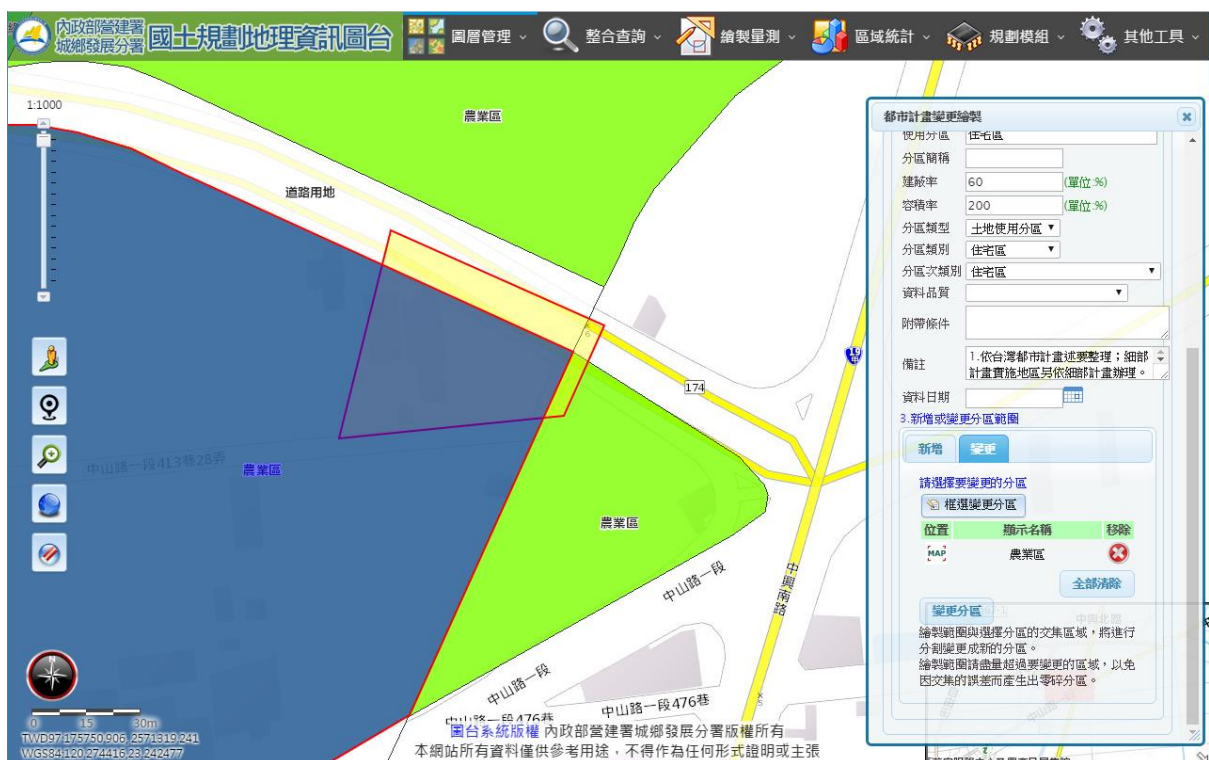 內政部營建署
城鄉發展分署
國土規劃地理資訊圖台
圖層管理
整合查詢
繪製量測
區域統計
規劃模組
其他工具
1:1000
農業區
道路用地
174
19
中山路一段413巷28弄
農業區
農業區
中山路一段
中興南路
中山路一段
中山路一段476巷
中山路一段476巷
0 15 30m
TWD97:175750.906, 2571319.241
WGS84:120.274416,23.242477
圖台系統版權 內政部營建署城鄉發展分署版權所有
本網站所有資料僅供參考用途，不得作為任何形式證明或主張
都市計畫變更繪製
使用分區 住宅區
分區簡稱
建蔽率 60 (單位:%)
容積率 200 (單位:%)
分區類型 土地使用分區
分區類別 住宅區
分區次類別 住宅區
資料品質
附帶條件
備註 1.依台灣都市計畫述要整理；細部
計畫實施地區另依細部計畫辦理。
資料日期
3.新增或變更分區範圍
新增 變更
請選擇要變更的分區
框選變更分區
位置 顯示名稱 移除
MAP 農業區
全部清除
變更分區
繪製範圍與選擇分區的交集區域，將進行
分割變更成新的分區。
繪製範圍請盡量超過要變更的區域，以免
因交集的誤差而產生出零碎分區。